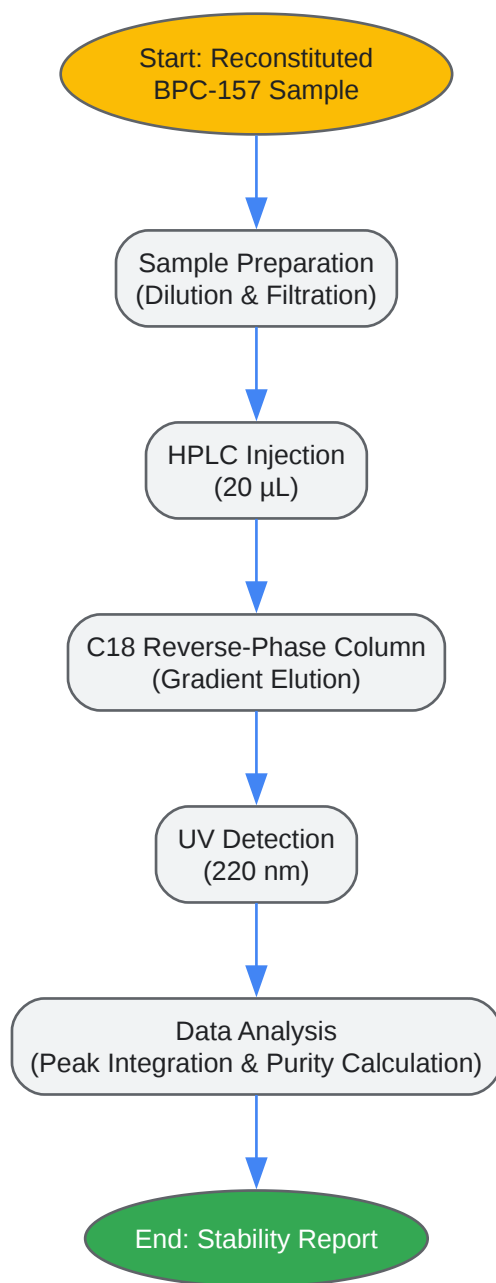 Start: Reconstituted
BPC-157 Sample
Sample Preparation
(Dilution & Filtration)
HPLC Injection
(20 µL)
C18 Reverse-Phase Column
(Gradient Elution)
UV Detection
(220 nm)
Data Analysis
(Peak Integration & Purity Calculation)
End: Stability Report